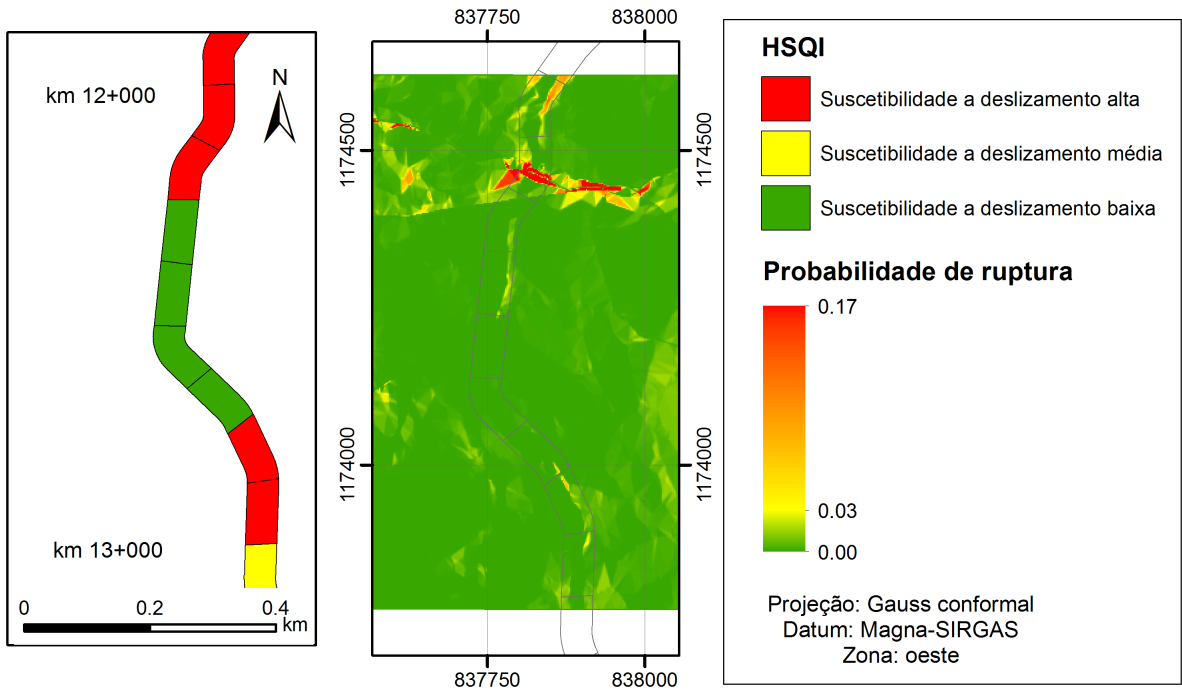 km 12+000
N
km 13+000
0 0.2 0.4
km
837750 838000
1174500 1174500
1174000 1174000
837750 838000
HSQI
Suscetibilidade a deslizamento alta
Suscetibilidade a deslizamento média
Suscetibilidade a deslizamento baixa
Probabilidade de ruptura
0.17
0.03
0.00
Projeção: Gauss conformal
Datum: Magna-SIRGAS
Zona: oeste